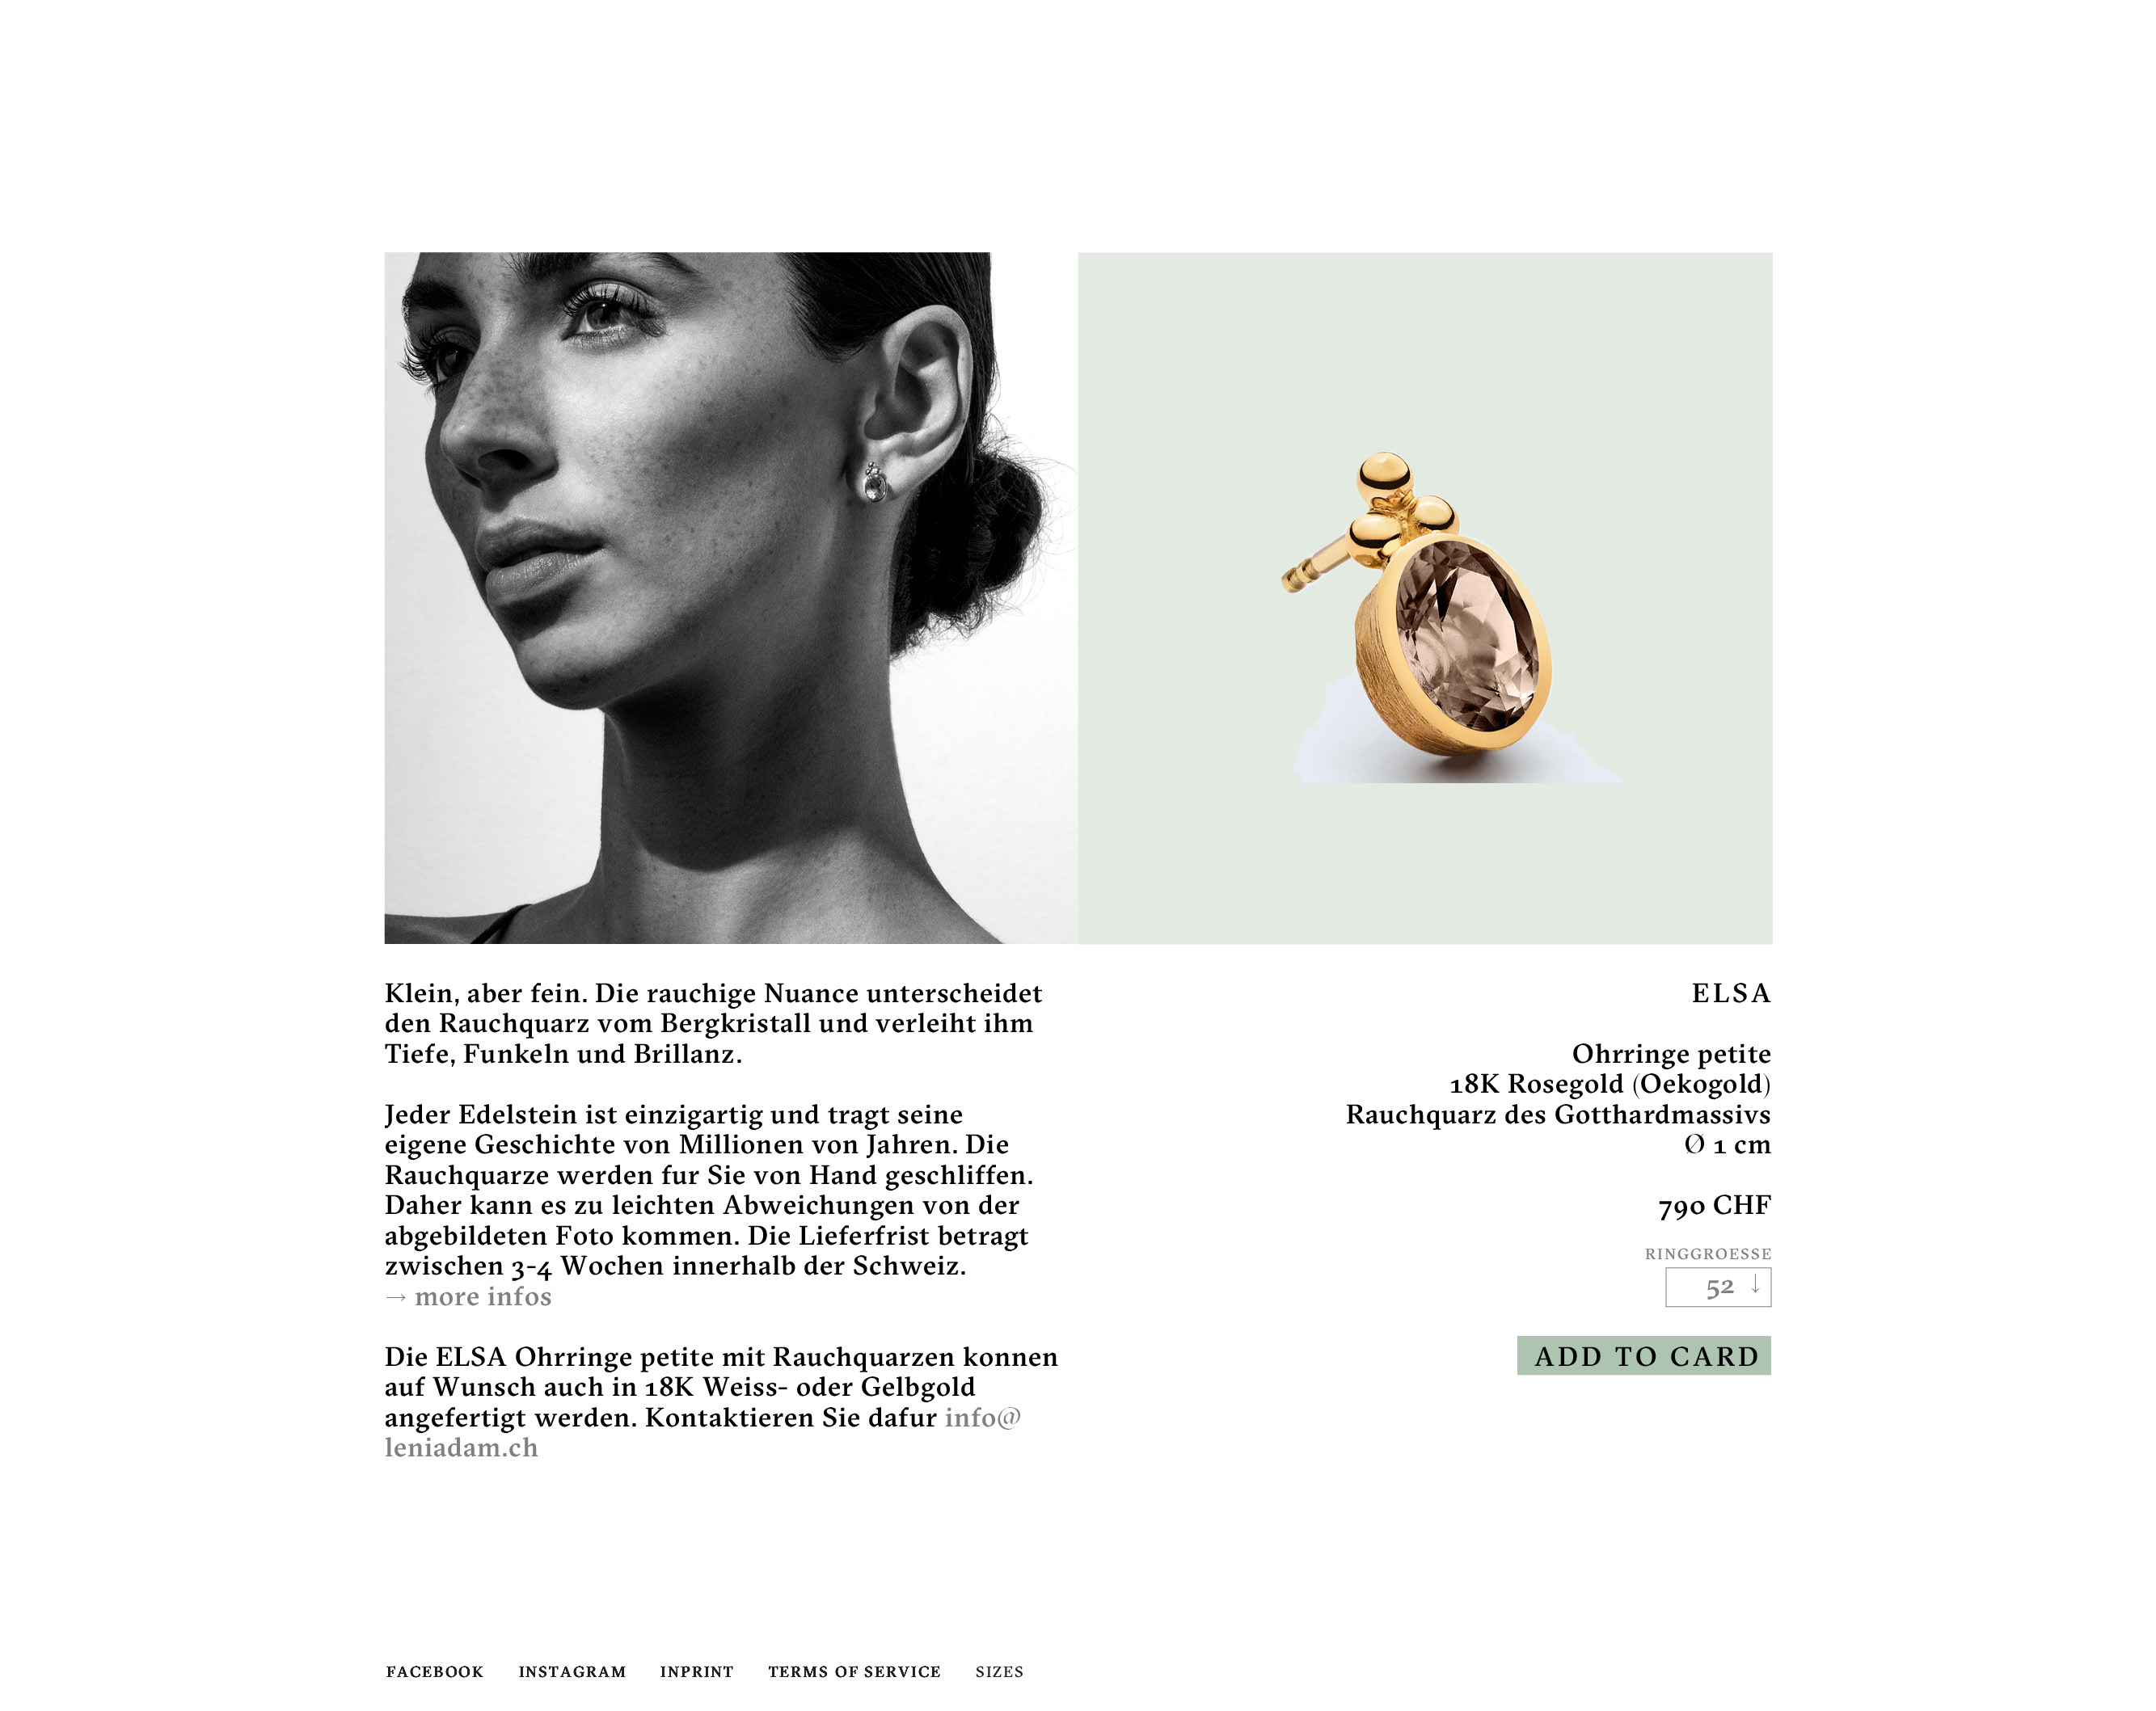 Klein, aber fein. Die rauchige Nuance unterscheidet
den Rauchquarz vom Bergkristall und verleiht ihm
Tiefe, Funkeln und Brillanz.
Jeder Edelstein ist einzigartig und tragt seine
eigene Geschichte von Millionen von Jahren. Die
Rauchquarze werden fur Sie von Hand geschliffen.
Daher kann es zu leichten Abweichungen von der
abgebildeten Foto kommen. Die Lieferfrist betragt
zwischen 3-4 Wochen innerhalb der Schweiz.
→ more infos
Die ELSA Ohrringe petite mit Rauchquarzen konnen
auf Wunsch auch in 18K Weiss- oder Gelbgold
angefertigt werden. Kontaktieren Sie dafur info@
leniadam.ch
ELSA
Ohrringe petite
18K Rosegold (Oekogold)
Rauchquarz des Gotthardmassivs
Ø 1 cm
790 CHF
RINGGROESSE
52 ↓
ADD TO CARD
FACEBOOK INSTAGRAM INPRINT TERMS OF SERVICE SIZES